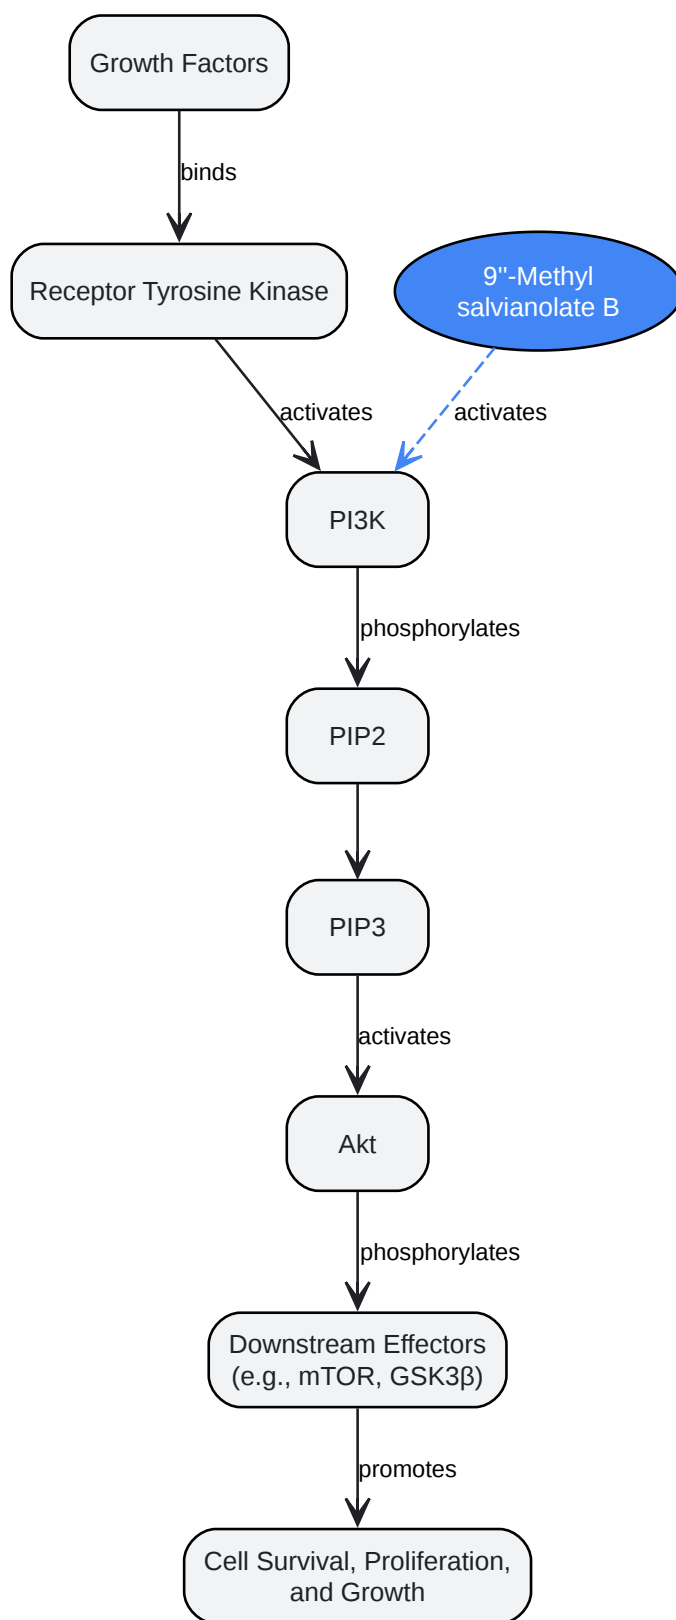 Growth Factors
binds
Receptor Tyrosine Kinase
9"-Methyl
salvianolate B
activates
activates
PI3K
phosphorylates
PIP2
PIP3
activates
Akt
phosphorylates
Downstream Effectors
(e.g., mTOR, GSK3β)
promotes
Cell Survival, Proliferation,
and Growth